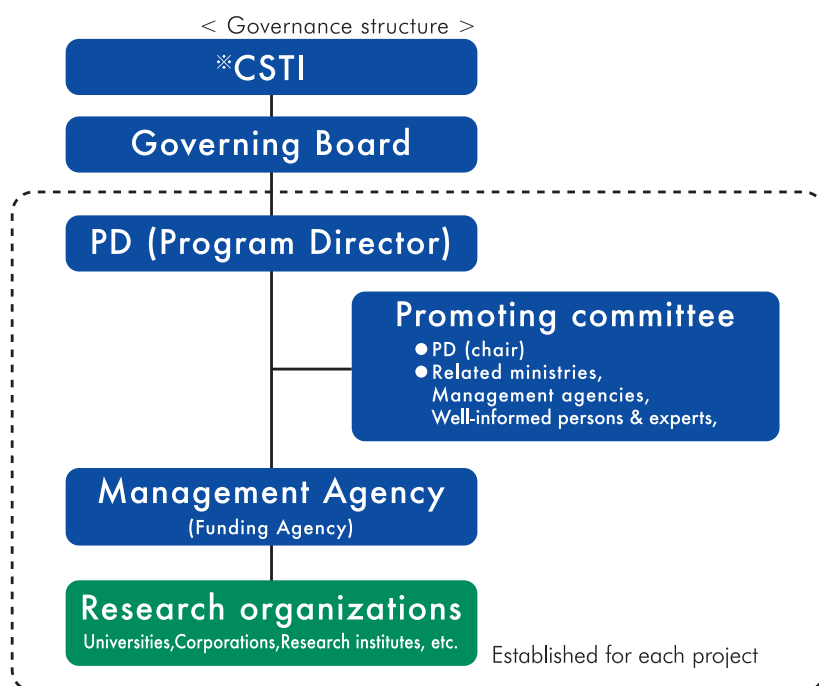 < Governance structure >
※CSTI
Governing Board
PD (Program Director)
Promoting committee
● PD (chair)
● Related ministries,
Management agencies,
Well-informed persons & experts,
Management Agency
(Funding Agency)
Research organizations
Universities,Corporations,Research institutes, etc.
Established for each project